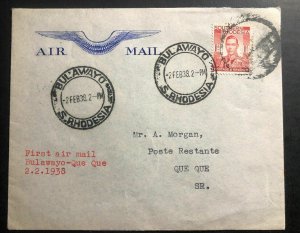 AIR MAIL
BULAWAYO
-2 FEB 38. 2-PM
S. RHODESIA
BULAWAYO
-2 FEB 38. 2-PM
S. RHODESIA
First air mail
Bulawayo-Que Que
2.2.1938
Mr. A. Morgan,
Poste Restante
QUE QUE
SR.